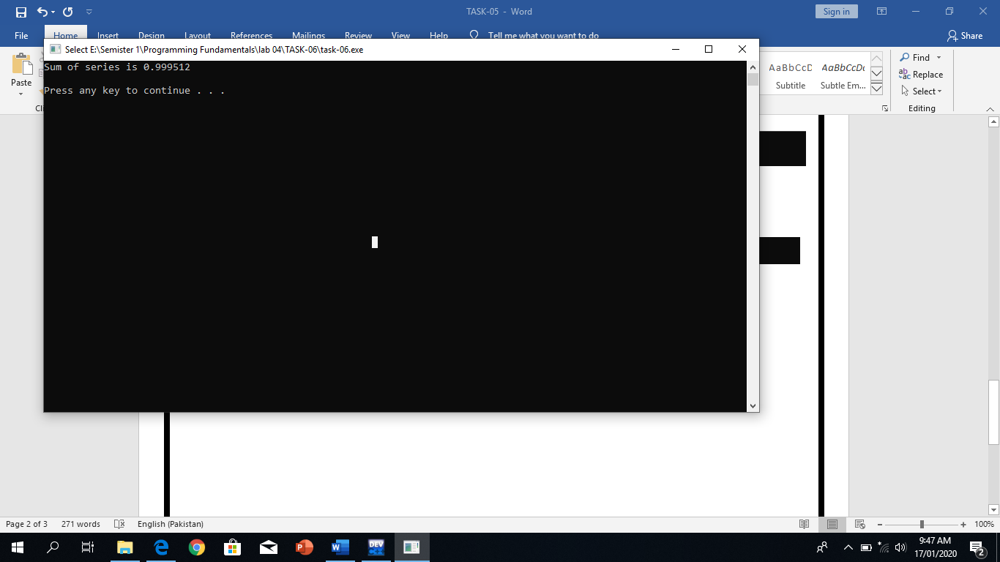 TASK-05 - Word
Sign in
File Home Insert Design Layout References Mailings Review View Help Tell me what you want to do Share
Select E:\Semister 1\Programming Fundamentals\lab 04\TASK-06\task-06.exe
Sum of series is 0.999512
Press any key to continue . . .
Paste
AaBbCcD AaBbCcDc
Subtitle Subtle Em...
Find
Replace
Select
Editing
Page 2 of 3 271 words English (Pakistan) 100%
DEV
9:47 AM
17/01/2020
2